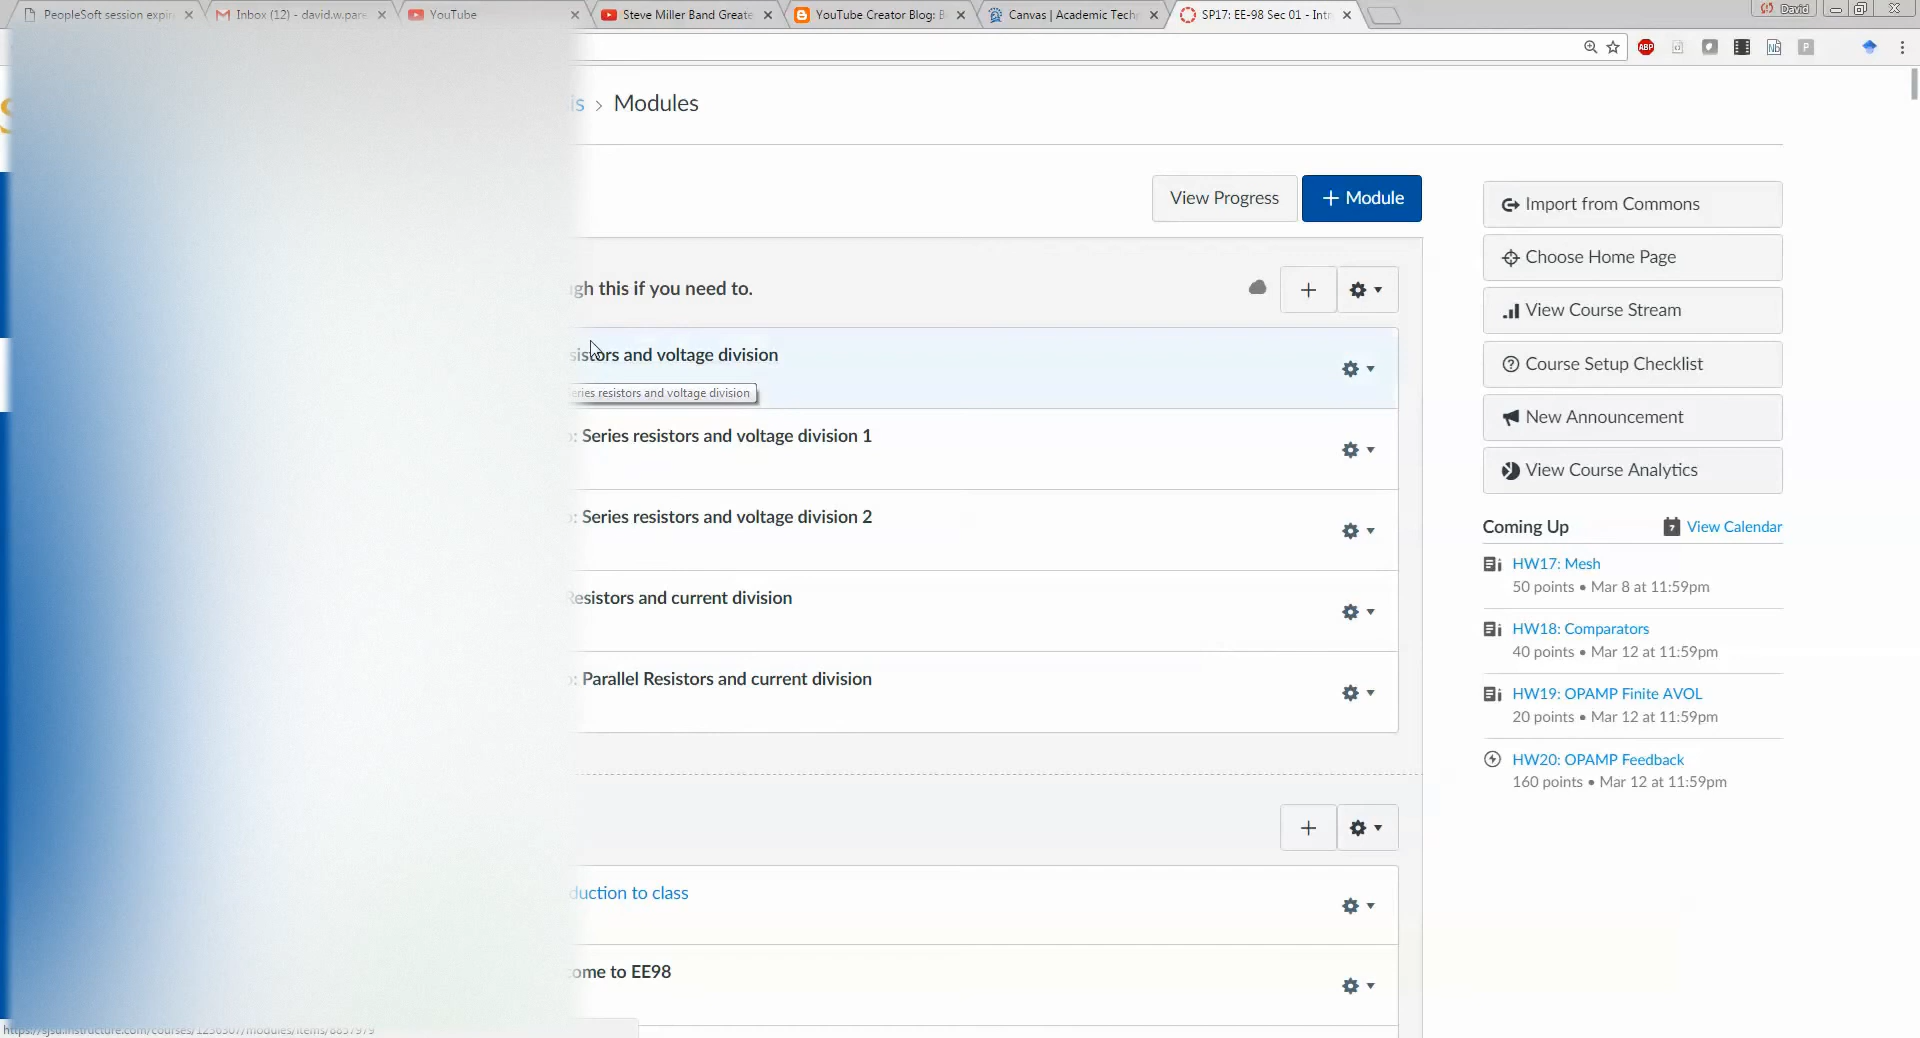 PeopleSoft session expir
Inbox (12) - david.w.pare
YouTube
Steve Miller Band Greate
YouTube Creator Blog: B
Canvas | Academic Techn
SP17: EE-98 Sec 01 - Intr
David
ABP
Nb
P
is › Modules
View Progress
+ Module
Import from Commons
Choose Home Page
gh this if you need to.
View Course Stream
sistors and voltage division
Course Setup Checklist
eries resistors and voltage division
New Announcement
: Series resistors and voltage division 1
View Course Analytics
: Series resistors and voltage division 2
Coming Up
View Calendar
HW17: Mesh
50 points • Mar 8 at 11:59pm
Resistors and current division
HW18: Comparators
40 points • Mar 12 at 11:59pm
: Parallel Resistors and current division
HW19: OPAMP Finite AVOL
20 points • Mar 12 at 11:59pm
HW20: OPAMP Feedback
160 points • Mar 12 at 11:59pm
duction to class
ome to EE98